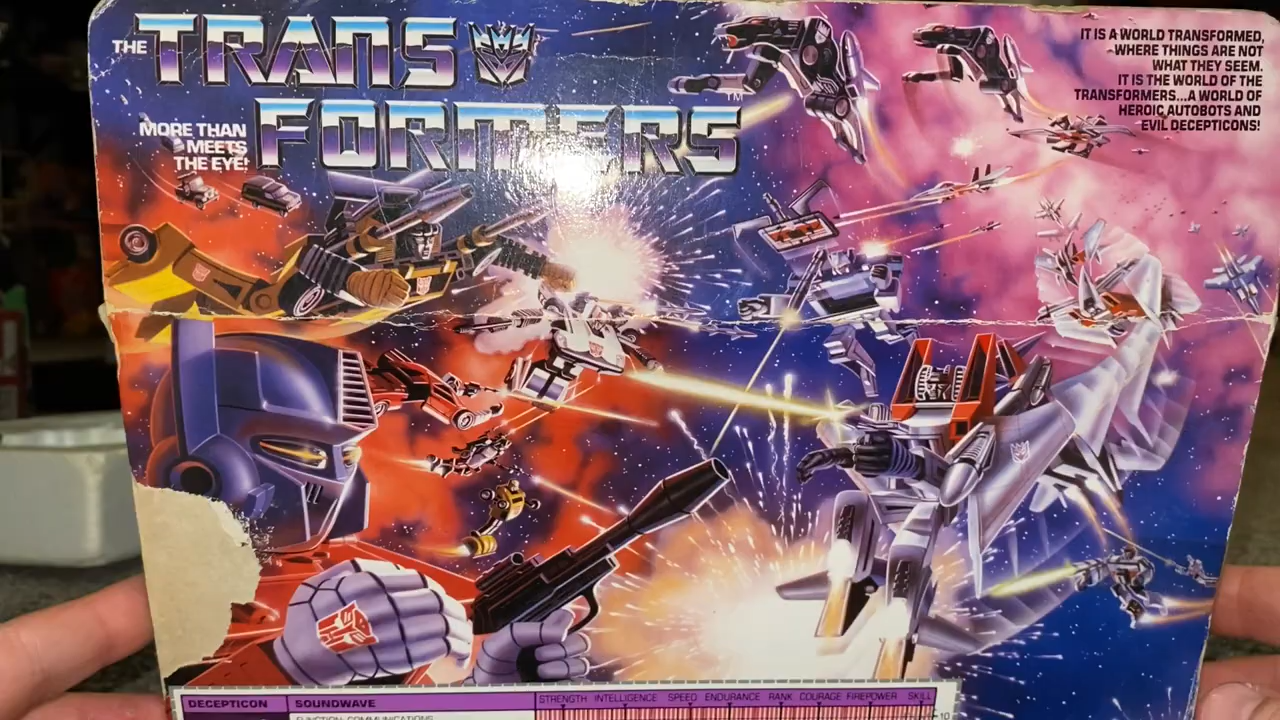 THE TRANS
FORMERS™
MORE THAN
MEETS
THE EYE!
IT IS A WORLD TRANSFORMED,
WHERE THINGS ARE NOT
WHAT THEY SEEM.
IT IS THE WORLD OF THE
TRANSFORMERS...A WORLD OF
HEROIC AUTOBOTS AND
EVIL DECEPTICONS!
DECEPTICON SOUNDWAVE STRENGTH INTELLIGENCE SPEED ENDURANCE RANK COURAGE FIREPOWER SKILL
FUNCTION: COMMUNICATIONS
10